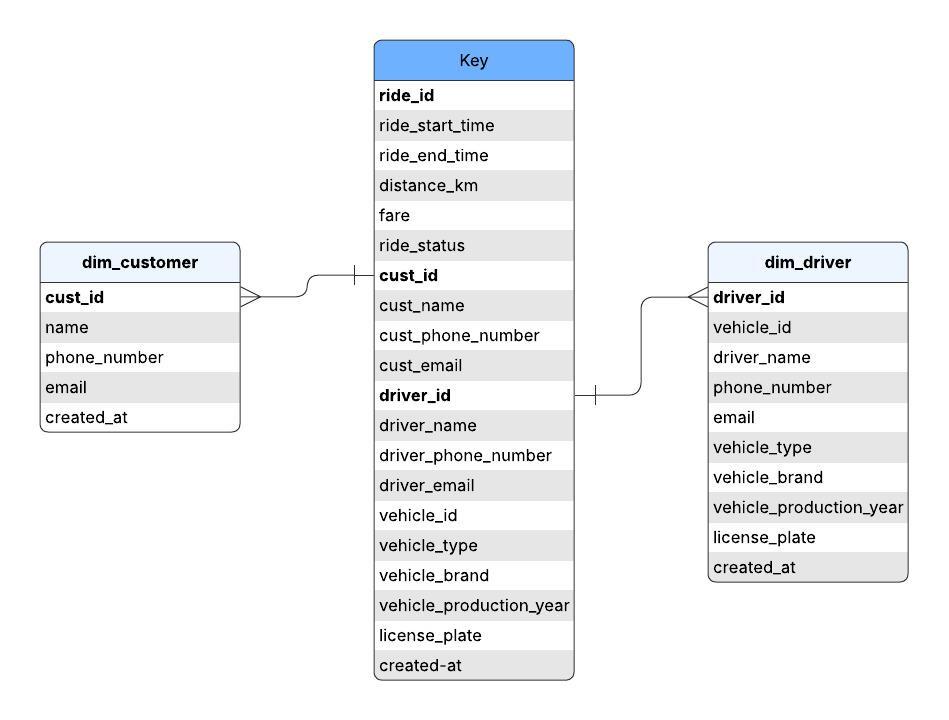 Key
ride_id
ride_start_time
ride_end_time
distance_km
fare
ride_status
cust_id
cust_name
cust_phone_number
cust_email
driver_id
driver_name
driver_phone_number
driver_email
vehicle_id
vehicle_type
vehicle_brand
vehicle_production_year
license_plate
created-at
dim_customer
cust_id
name
phone_number
email
created_at
dim_driver
driver_id
vehicle_id
driver_name
phone_number
email
vehicle_type
vehicle_brand
vehicle_production_year
license_plate
created_at